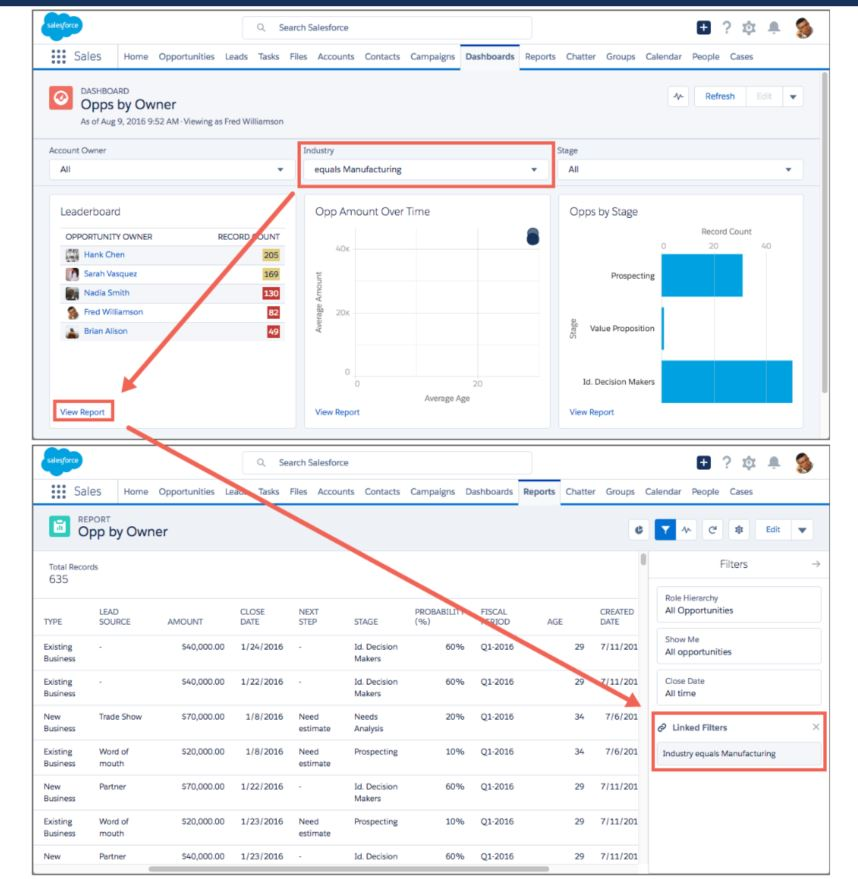 salesforce
Search Salesforce
Sales Home Opportunities Leads Tasks Files Accounts Contacts Campaigns Dashboards Reports Chatter Groups Calendar People Cases
DASHBOARD
Opps by Owner
As of Aug 9, 2016 9:52 AM·Viewing as Fred Williamson
Refresh Edit
Account Owner Industry Stage
All equals Manufacturing All
Leaderboard
OPPORTUNITY OWNER RECORD COUNT
Hank Chen 205
Sarah Vasquez 169
Nadia Smith 130
Fred Williamson 82
Brian Alison 49
View Report
Opp Amount Over Time
Average Amount
40K
20K
0
0 20
Average Age
View Report
Opps by Stage
Record Count
0 20 40
Stage
Prospecting
Value Proposition
Id. Decision Makers
View Report
salesforce
Search Salesforce
Sales Home Opportunities Leads Tasks Files Accounts Contacts Campaigns Dashboards Reports Chatter Groups Calendar People Cases
REPORT
Opp by Owner
Edit
Total Records
635
TYPE LEAD SOURCE AMOUNT CLOSE DATE NEXT STEP STAGE PROBABILITY (%) FISCAL PERIOD AGE CREATED DATE
Existing Business - $40,000.00 1/24/2016 - Id. Decision Makers 60% Q1-2016 29 7/11/201
Existing Business - $40,000.00 1/22/2016 - Id. Decision Makers 60% Q1-2016 29 7/11/201
New Business Trade Show $70,000.00 1/8/2016 Need estimate Needs Analysis 20% Q1-2016 34 7/6/201
Existing Business Word of mouth $20,000.00 1/8/2016 Need estimate Prospecting 10% Q1-2016 34 7/6/201
New Business Partner $70,000.00 1/22/2016 - Id. Decision Makers 60% Q1-2016 29 7/11/201
Existing Business Word of mouth $20,000.00 1/23/2016 Need estimate Prospecting 10% Q1-2016 29 7/11/201
New Partner $40,000.00 1/23/2016 - Id. Decision 60% Q1-2016 29 7/11/201
Filters
Role Hierarchy
All Opportunities
Show Me
All opportunities
Close Date
All time
Linked Filters
Industry equals Manufacturing